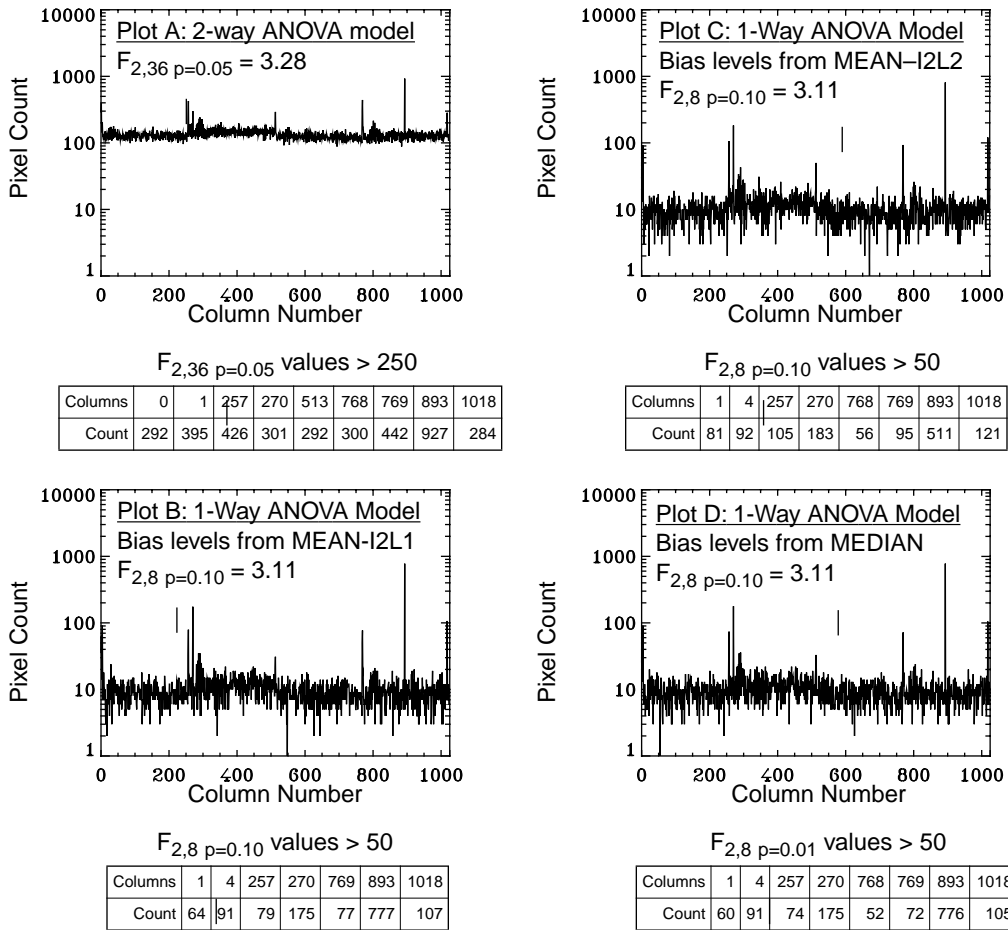 Plot A: 2-way ANOVA model
F2,36 p=0.05 = 3.28
Pixel Count
10000
1000
100
10
1
0 200 400 600 800 1000
Column Number
F2,36 p=0.05 values > 250
Columns 0 1 257 270 513 768 769 893 1018
Count 292 395 426 301 292 300 442 927 284
Plot C: 1-Way ANOVA Model
Bias levels from MEAN–I2L2
F2,8 p=0.10 = 3.11
Pixel Count
10000
1000
100
10
1
0 200 400 600 800 1000
Column Number
F2,8 p=0.10 values > 50
Columns 1 4 257 270 768 769 893 1018
Count 81 92 105 183 56 95 511 121
Plot B: 1-Way ANOVA Model
Bias levels from MEAN-I2L1
F2,8 p=0.10 = 3.11
Pixel Count
10000
1000
100
10
1
0 200 400 600 800 1000
Column Number
F2,8 p=0.10 values > 50
Columns 1 4 257 270 769 893 1018
Count 64 91 79 175 77 777 107
Plot D: 1-Way ANOVA Model
Bias levels from MEDIAN
F2,8 p=0.10 = 3.11
Pixel Count
10000
1000
100
10
1
0 200 400 600 800 1000
Column Number
F2,8 p=0.01 values > 50
Columns 1 4 257 270 768 769 893 1018
Count 60 91 74 175 52 72 776 105